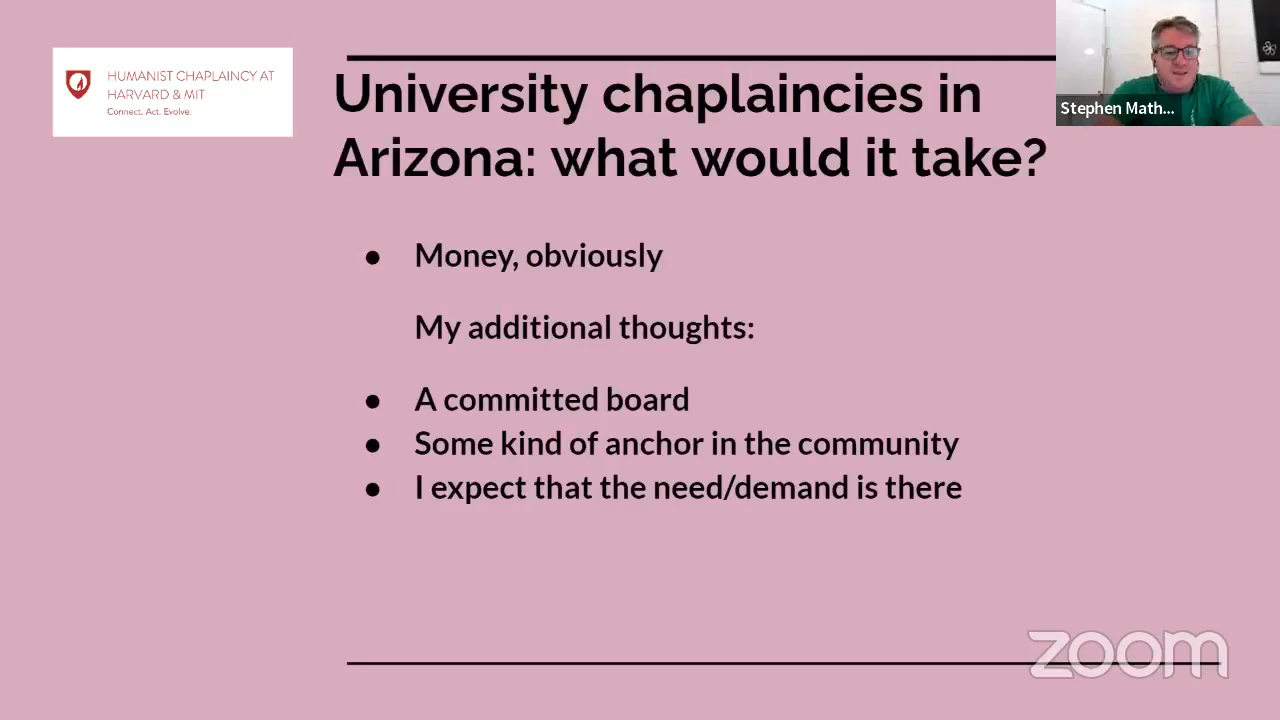 HUMANIST CHAPLAINCY AT
HARVARD & MIT
Connect. Act. Evolve.
University chaplaincies in
Arizona: what would it take?
Stephen Math...
● Money, obviously
My additional thoughts:
● A committed board
● Some kind of anchor in the community
● I expect that the need/demand is there
zoom